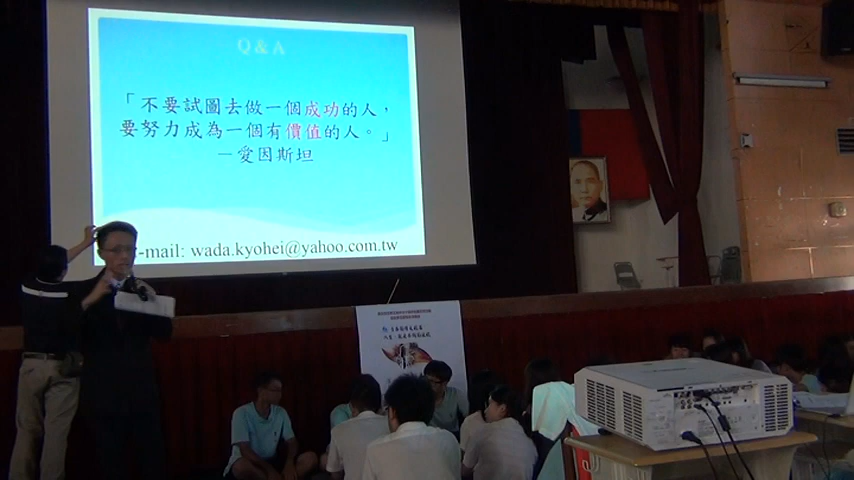 Q & A
「不要試圖去做一個成功的人，
要努力成為一個有價值的人。」
－愛因斯坦
-mail: wada.kyohei@yahoo.com.tw